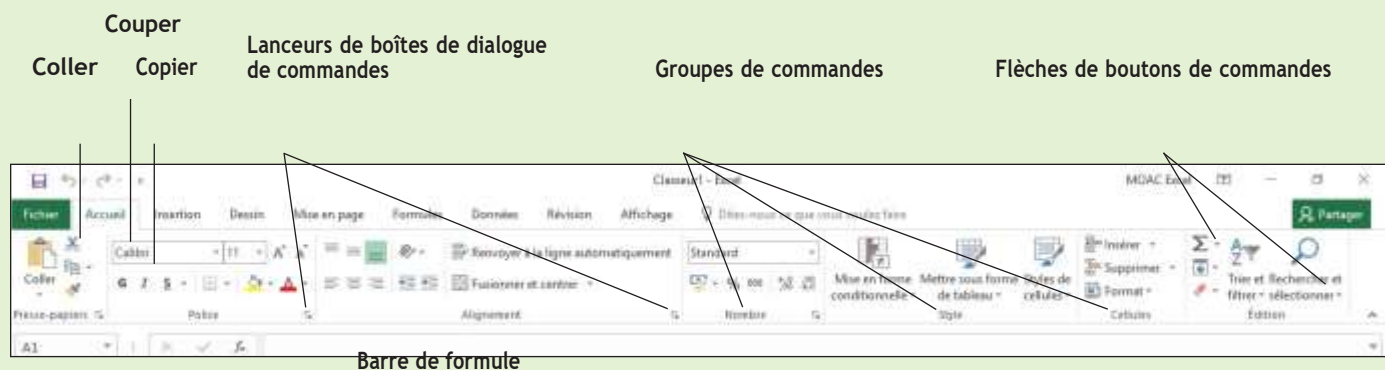 Couper
Coller Copier
Lanceurs de boîtes de dialogue
de commandes
Groupes de commandes
Flèches de boutons de commandes
Classeur1 - Excel
MOAC Excel
Fichier Accueil Insertion Dessin Mise en page Formules Données Révision Affichage Dites-nous ce que vous voulez faire Partager
Calibri 11 Renvoyer à la ligne automatiquement Standard Insérer
Coller Mise en forme Mettre sous forme Styles de Supprimer Trier et Rechercher et
G I S Fusionner et centrer % 000 conditionnelle de tableau cellules Format filtrer sélectionner
Presse-papiers Police Alignement Nombre Style Cellules Édition
A1 fx
Barre de formule